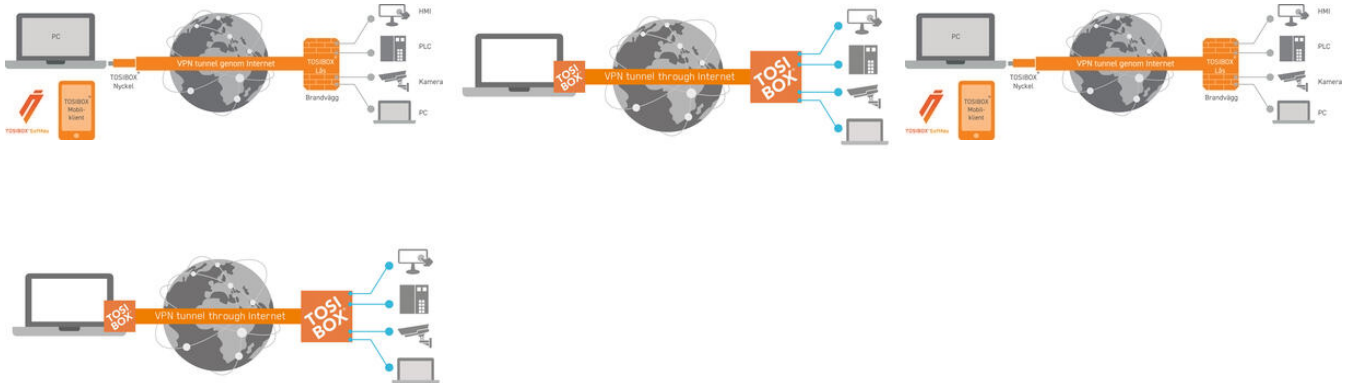 PC
TOSIBOX
Nyckel
TOSIBOX SoftKey
TOSIBOX
Mobil-
klient
VPN tunnel genom Internet
TOSIBOX
Lås
Brandvägg
HMI
PLC
Kamera
PC
TOSI
BOX
VPN tunnel through Internet
TOSI
BOX
PC
TOSIBOX
Nyckel
TOSIBOX SoftKey
TOSIBOX
Mobil-
klient
VPN tunnel genom Internet
TOSIBOX
Lås
Brandvägg
HMI
PLC
Kamera
PC
TOSI
BOX
VPN tunnel through Internet
TOSI
BOX